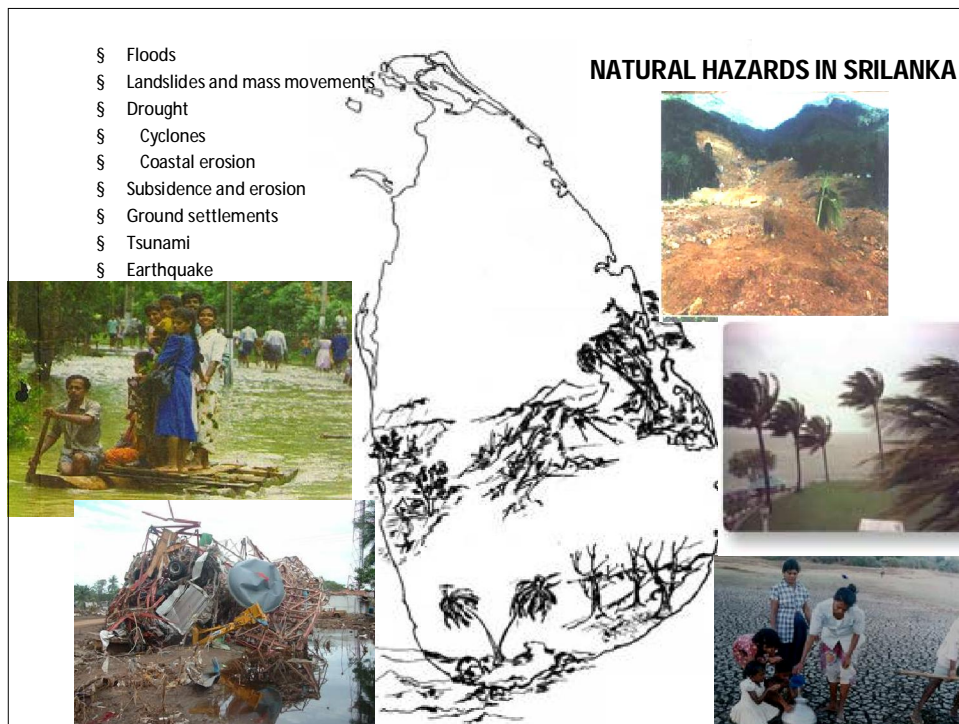 NATURAL HAZARDS IN SRILANKA
§ Floods
§ Landslides and mass movements
§ Drought
§ Cyclones
§ Coastal erosion
§ Subsidence and erosion
§ Ground settlements
§ Tsunami
§ Earthquake